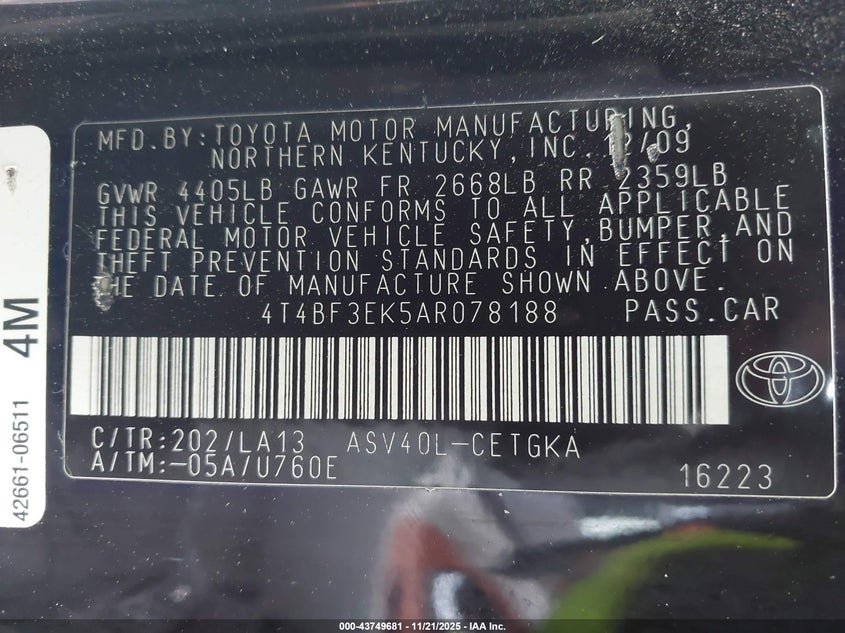 MFD.BY:TOYOTA MOTOR MANUFACTURING,
NORTHERN KENTUCKY,INC. /09
GVWR 4405LB GAWR FR 2668LB RR 2359LB
THIS VEHICLE CONFORMS TO ALL APPLICABLE
FEDERAL MOTOR VEHICLE SAFETY,BUMPER,AND
THEFT PREVENTION STANDARDS IN EFFECT ON
THE DATE OF MANUFACTURE SHOWN ABOVE.
4T4BF3EK5AR078188 PASS.CAR
C/TR:202/LA13 ASV40L-CETGKA
A/TM:-05A/U760E
16223
4M
42661-06511
000-43749681 - 11/21/2025 - IAA Inc.